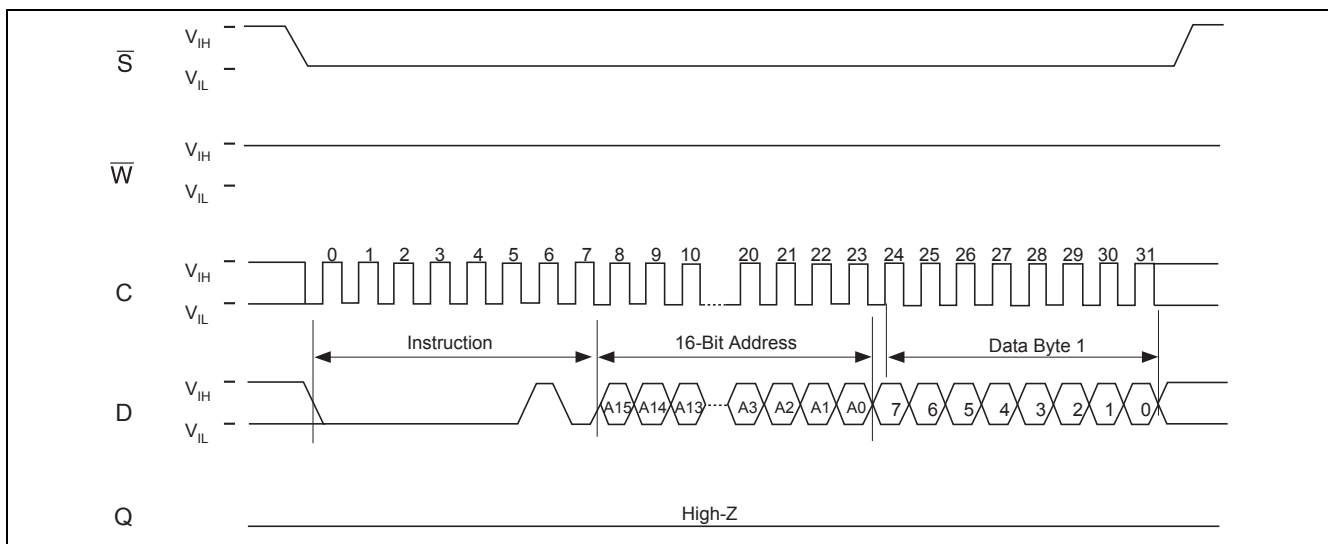 S̅ V_IH
V_IL
W̅ V_IH
V_IL
0 1 2 3 4 5 6 7 8 9 10 20 21 22 23 24 25 26 27 28 29 30 31
C V_IH
V_IL
Instruction 16-Bit Address Data Byte 1
D V_IH
V_IL
A15 A14 A13 A3 A2 A1 A0 7 6 5 4 3 2 1 0
Q High-Z